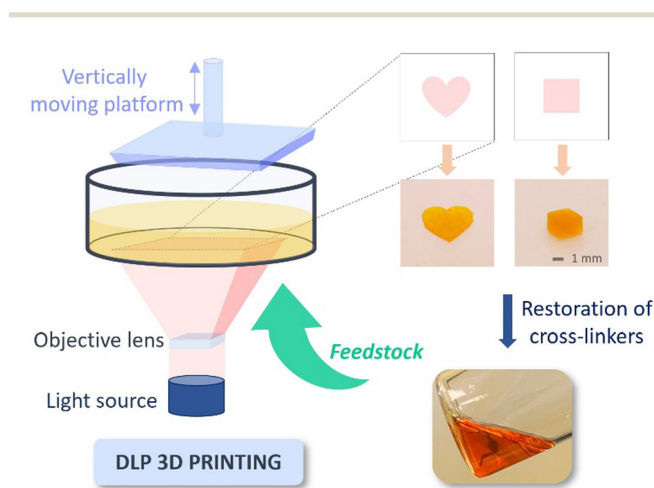 Vertically
moving platform
1 mm
Objective lens
Feedstock
Restoration of
cross-linkers
Light source
DLP 3D PRINTING